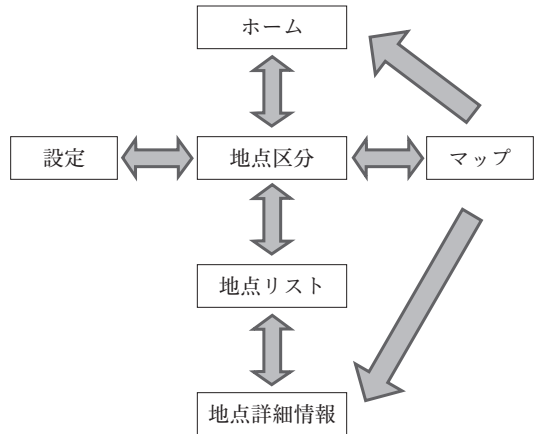 ホーム
設定
地点区分
マップ
地点リスト
地点詳細情報